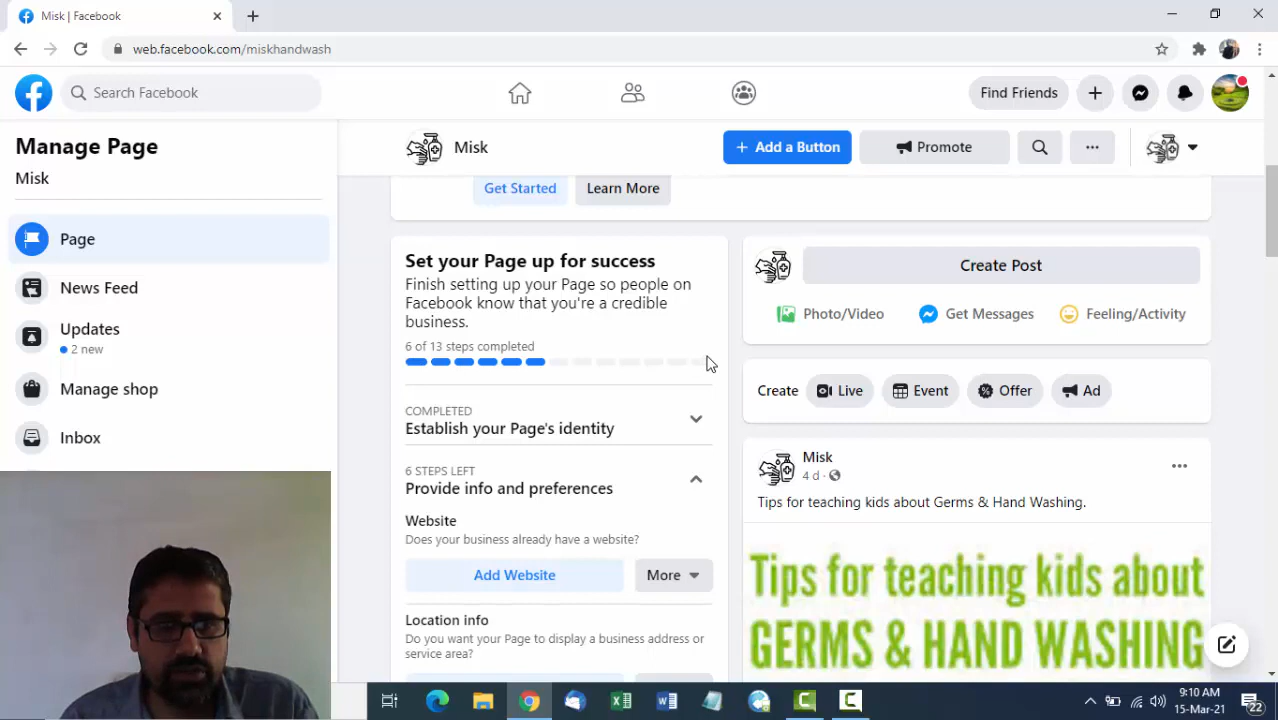 Misk | Facebook
web.facebook.com/miskhandwash
Search Facebook
Find Friends
Manage Page
Misk
Page
News Feed
Updates
2 new
Manage shop
Inbox
Misk
Add a Button
Promote
Get Started
Learn More
Set your Page up for success
Finish setting up your Page so people on
Facebook know that you're a credible
business.
6 of 13 steps completed
COMPLETED
Establish your Page's identity
6 STEPS LEFT
Provide info and preferences
Website
Does your business already have a website?
Add Website
More
Location info
Do you want your Page to display a business address or
service area?
Create Post
Photo/Video
Get Messages
Feeling/Activity
Create
Live
Event
Offer
Ad
Misk
4 d ·
Tips for teaching kids about Germs & Hand Washing.
Tips for teaching kids about
GERMS & HAND WASHING
9:10 AM
15-Mar-21
22